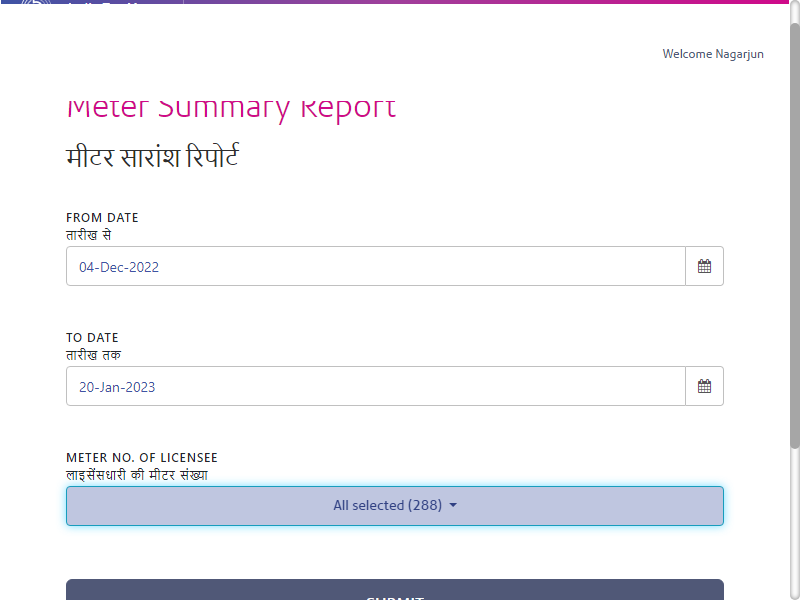 Welcome Nagarjun
Meter Summary Report
मीटर सारांश रिपोर्ट
FROM DATE
तारीख से
04-Dec-2022
TO DATE
तारीख तक
20-Jan-2023
METER NO. OF LICENSEE
लाइसेंसधारी की मीटर संख्या
All selected (288)
SUBMIT